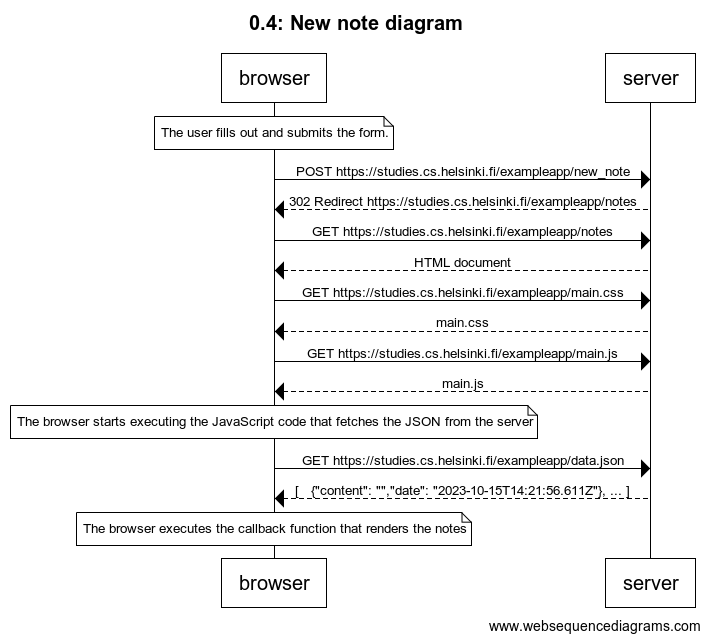 0.4: New note diagram
browser server
The user fills out and submits the form.
POST https://studies.cs.helsinki.fi/exampleapp/new_note
302 Redirect https://studies.cs.helsinki.fi/exampleapp/notes
GET https://studies.cs.helsinki.fi/exampleapp/notes
HTML document
GET https://studies.cs.helsinki.fi/exampleapp/main.css
main.css
GET https://studies.cs.helsinki.fi/exampleapp/main.js
main.js
The browser starts executing the JavaScript code that fetches the JSON from the server
GET https://studies.cs.helsinki.fi/exampleapp/data.json
[ {"content": "","date": "2023-10-15T14:21:56.611Z"}, ... ]
The browser executes the callback function that renders the notes
browser server
www.websequencediagrams.com